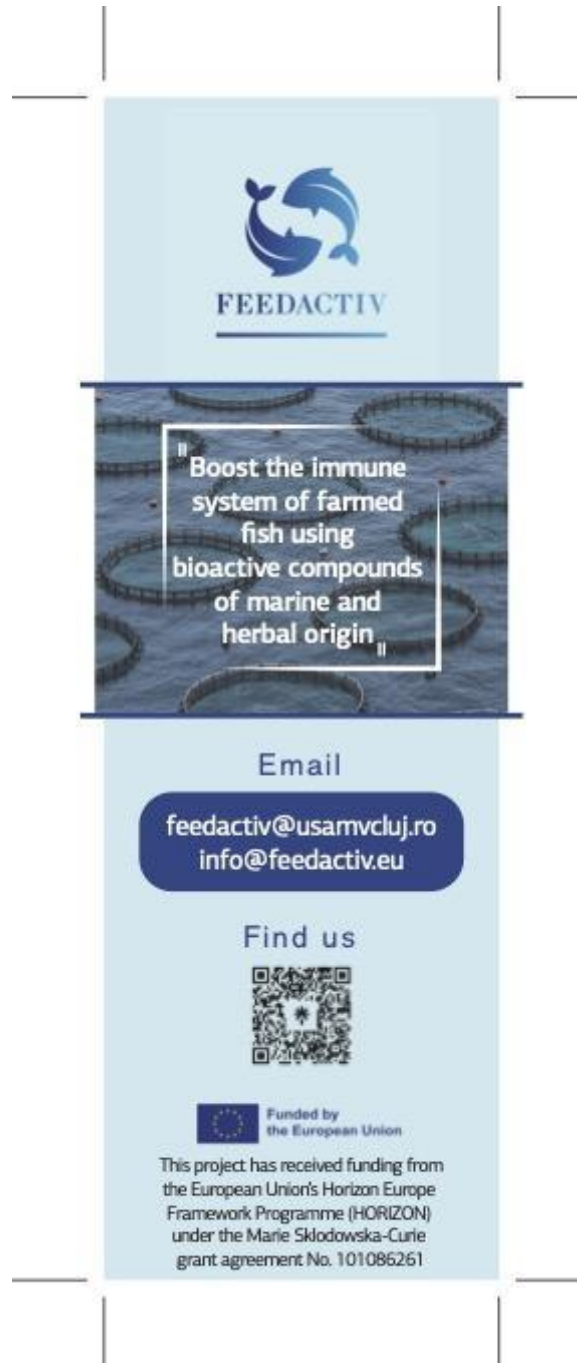 FEEDACTIV
"Boost the immune
system of farmed
fish using
bioactive compounds
of marine and
herbal origin"
Email
feedactiv@usamvcluj.ro
info@feedactiv.eu
Find us
Funded by
the European Union
This project has received funding from
the European Union's Horizon Europe
Framework Programme (HORIZON)
under the Marie Sklodowska-Curie
grant agreement No. 101086261